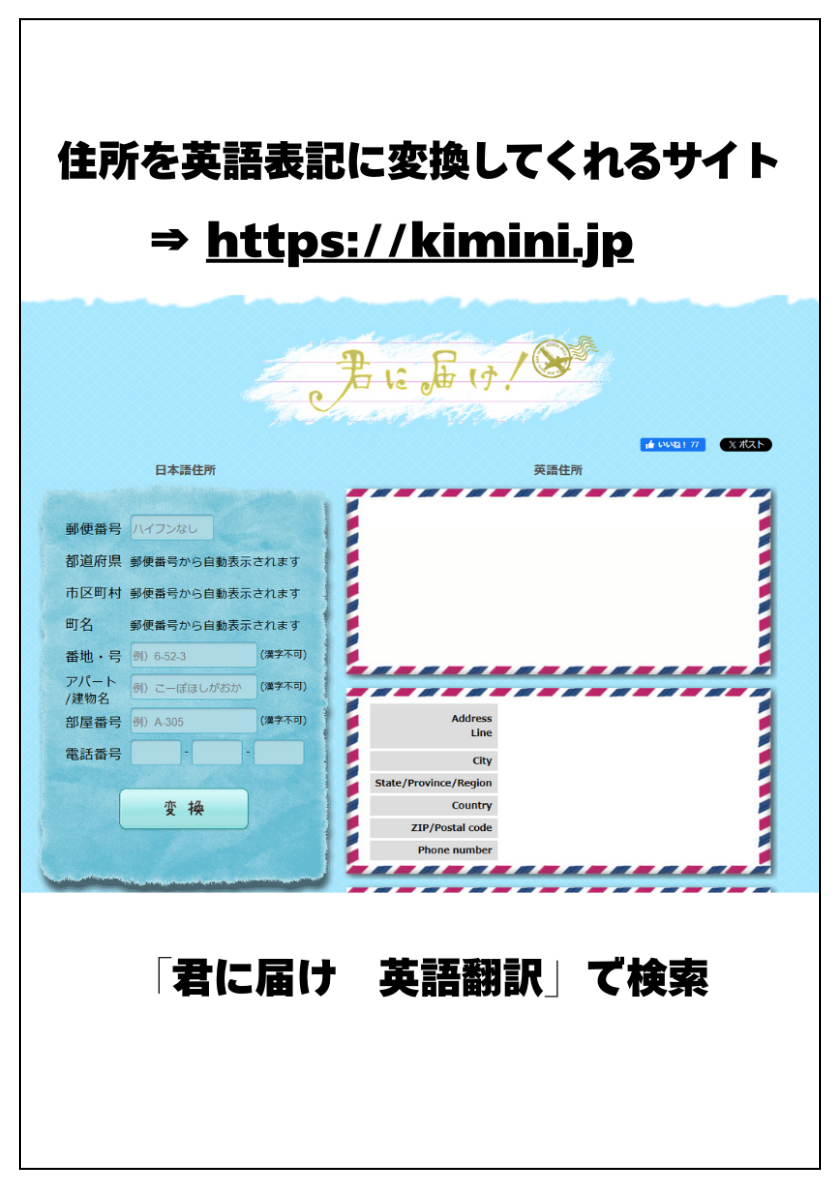 住所を英語表記に変換してくれるサイト
⇒ https://kimini.jp
君に届け!
いいね! 77 X ポスト
日本語住所
英語住所
郵便番号 ハイフンなし
都道府県 郵便番号から自動表示されます
市区町村 郵便番号から自動表示されます
町名 郵便番号から自動表示されます
番地・号 例) 6-52-3 (漢字不可)
アパート
/建物名 例) こーぽほしがおか (漢字不可)
部屋番号 例) A-305 (漢字不可)
電話番号 - -
変換
Address
Line
City
State/Province/Region
Country
ZIP/Postal code
Phone number
「君に届け　英語翻訳」で検索